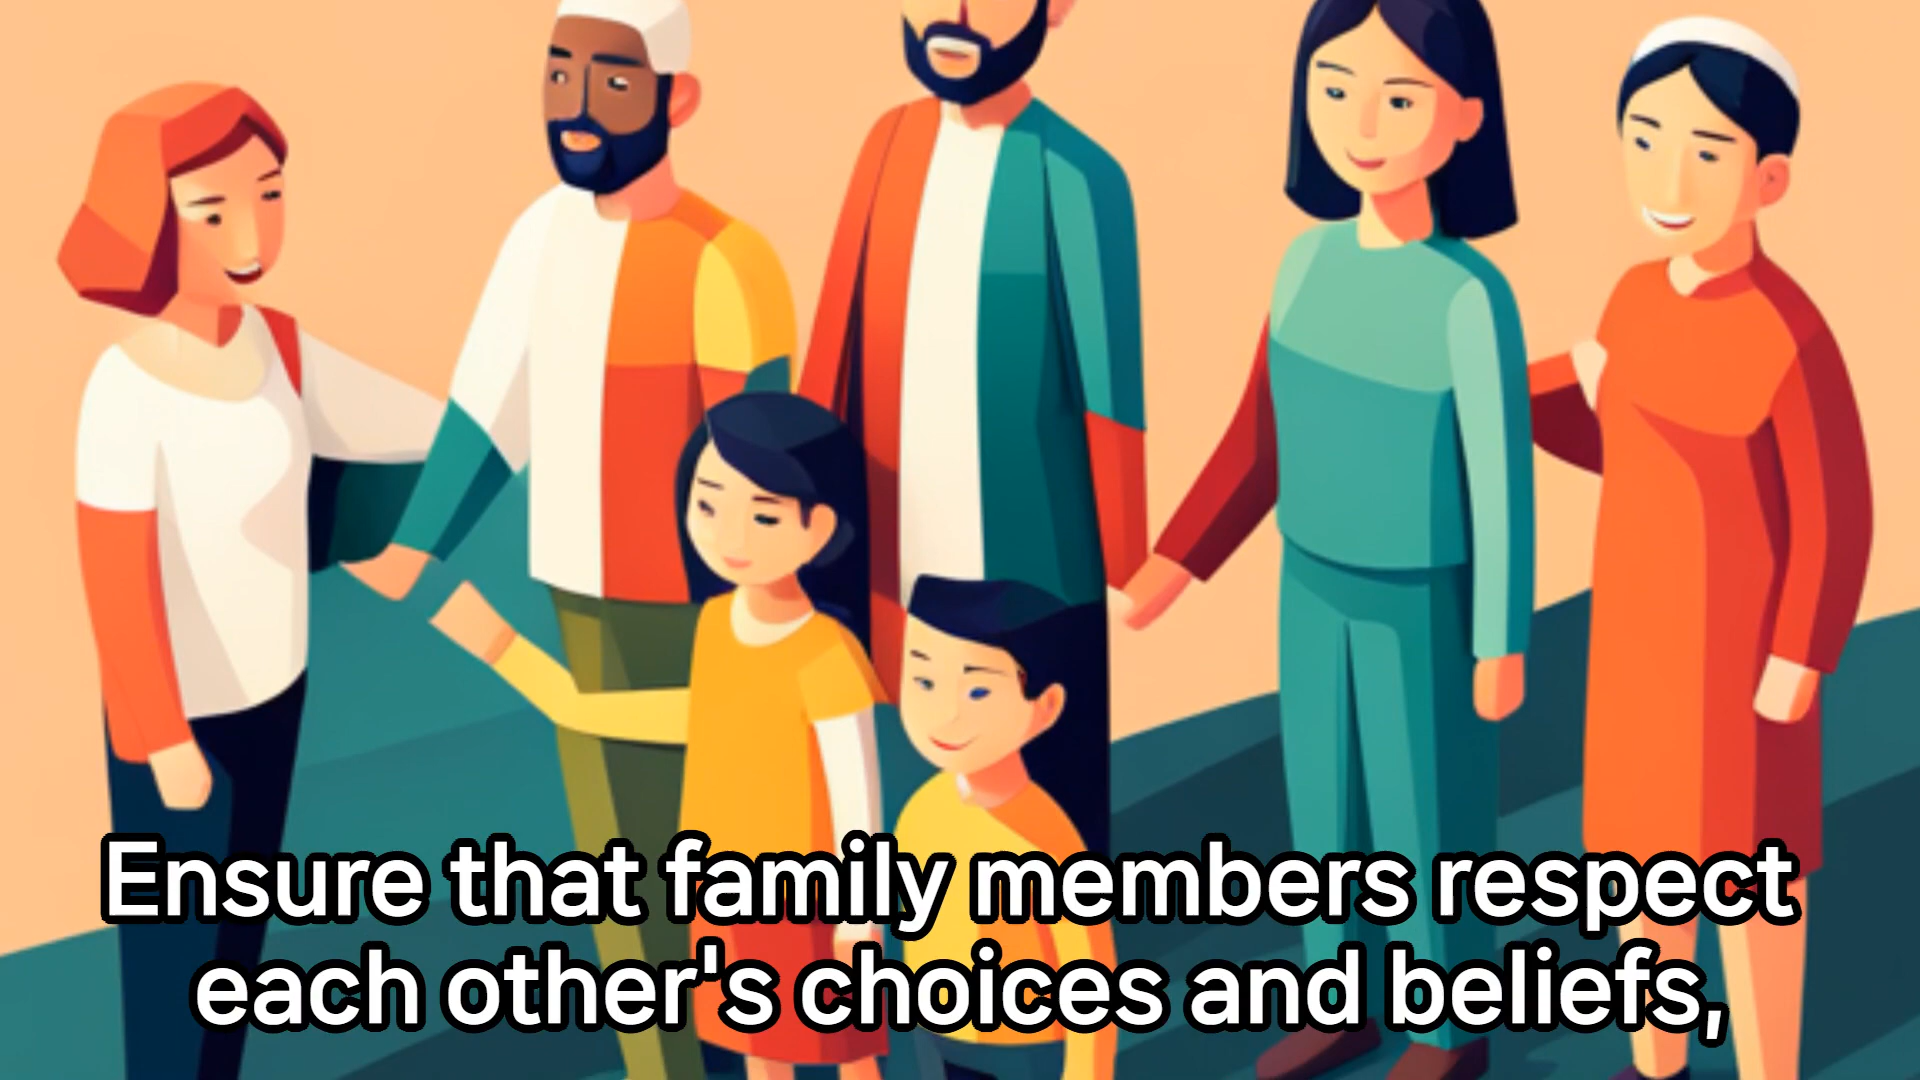 Ensure that family members respect
each other's choices and beliefs,